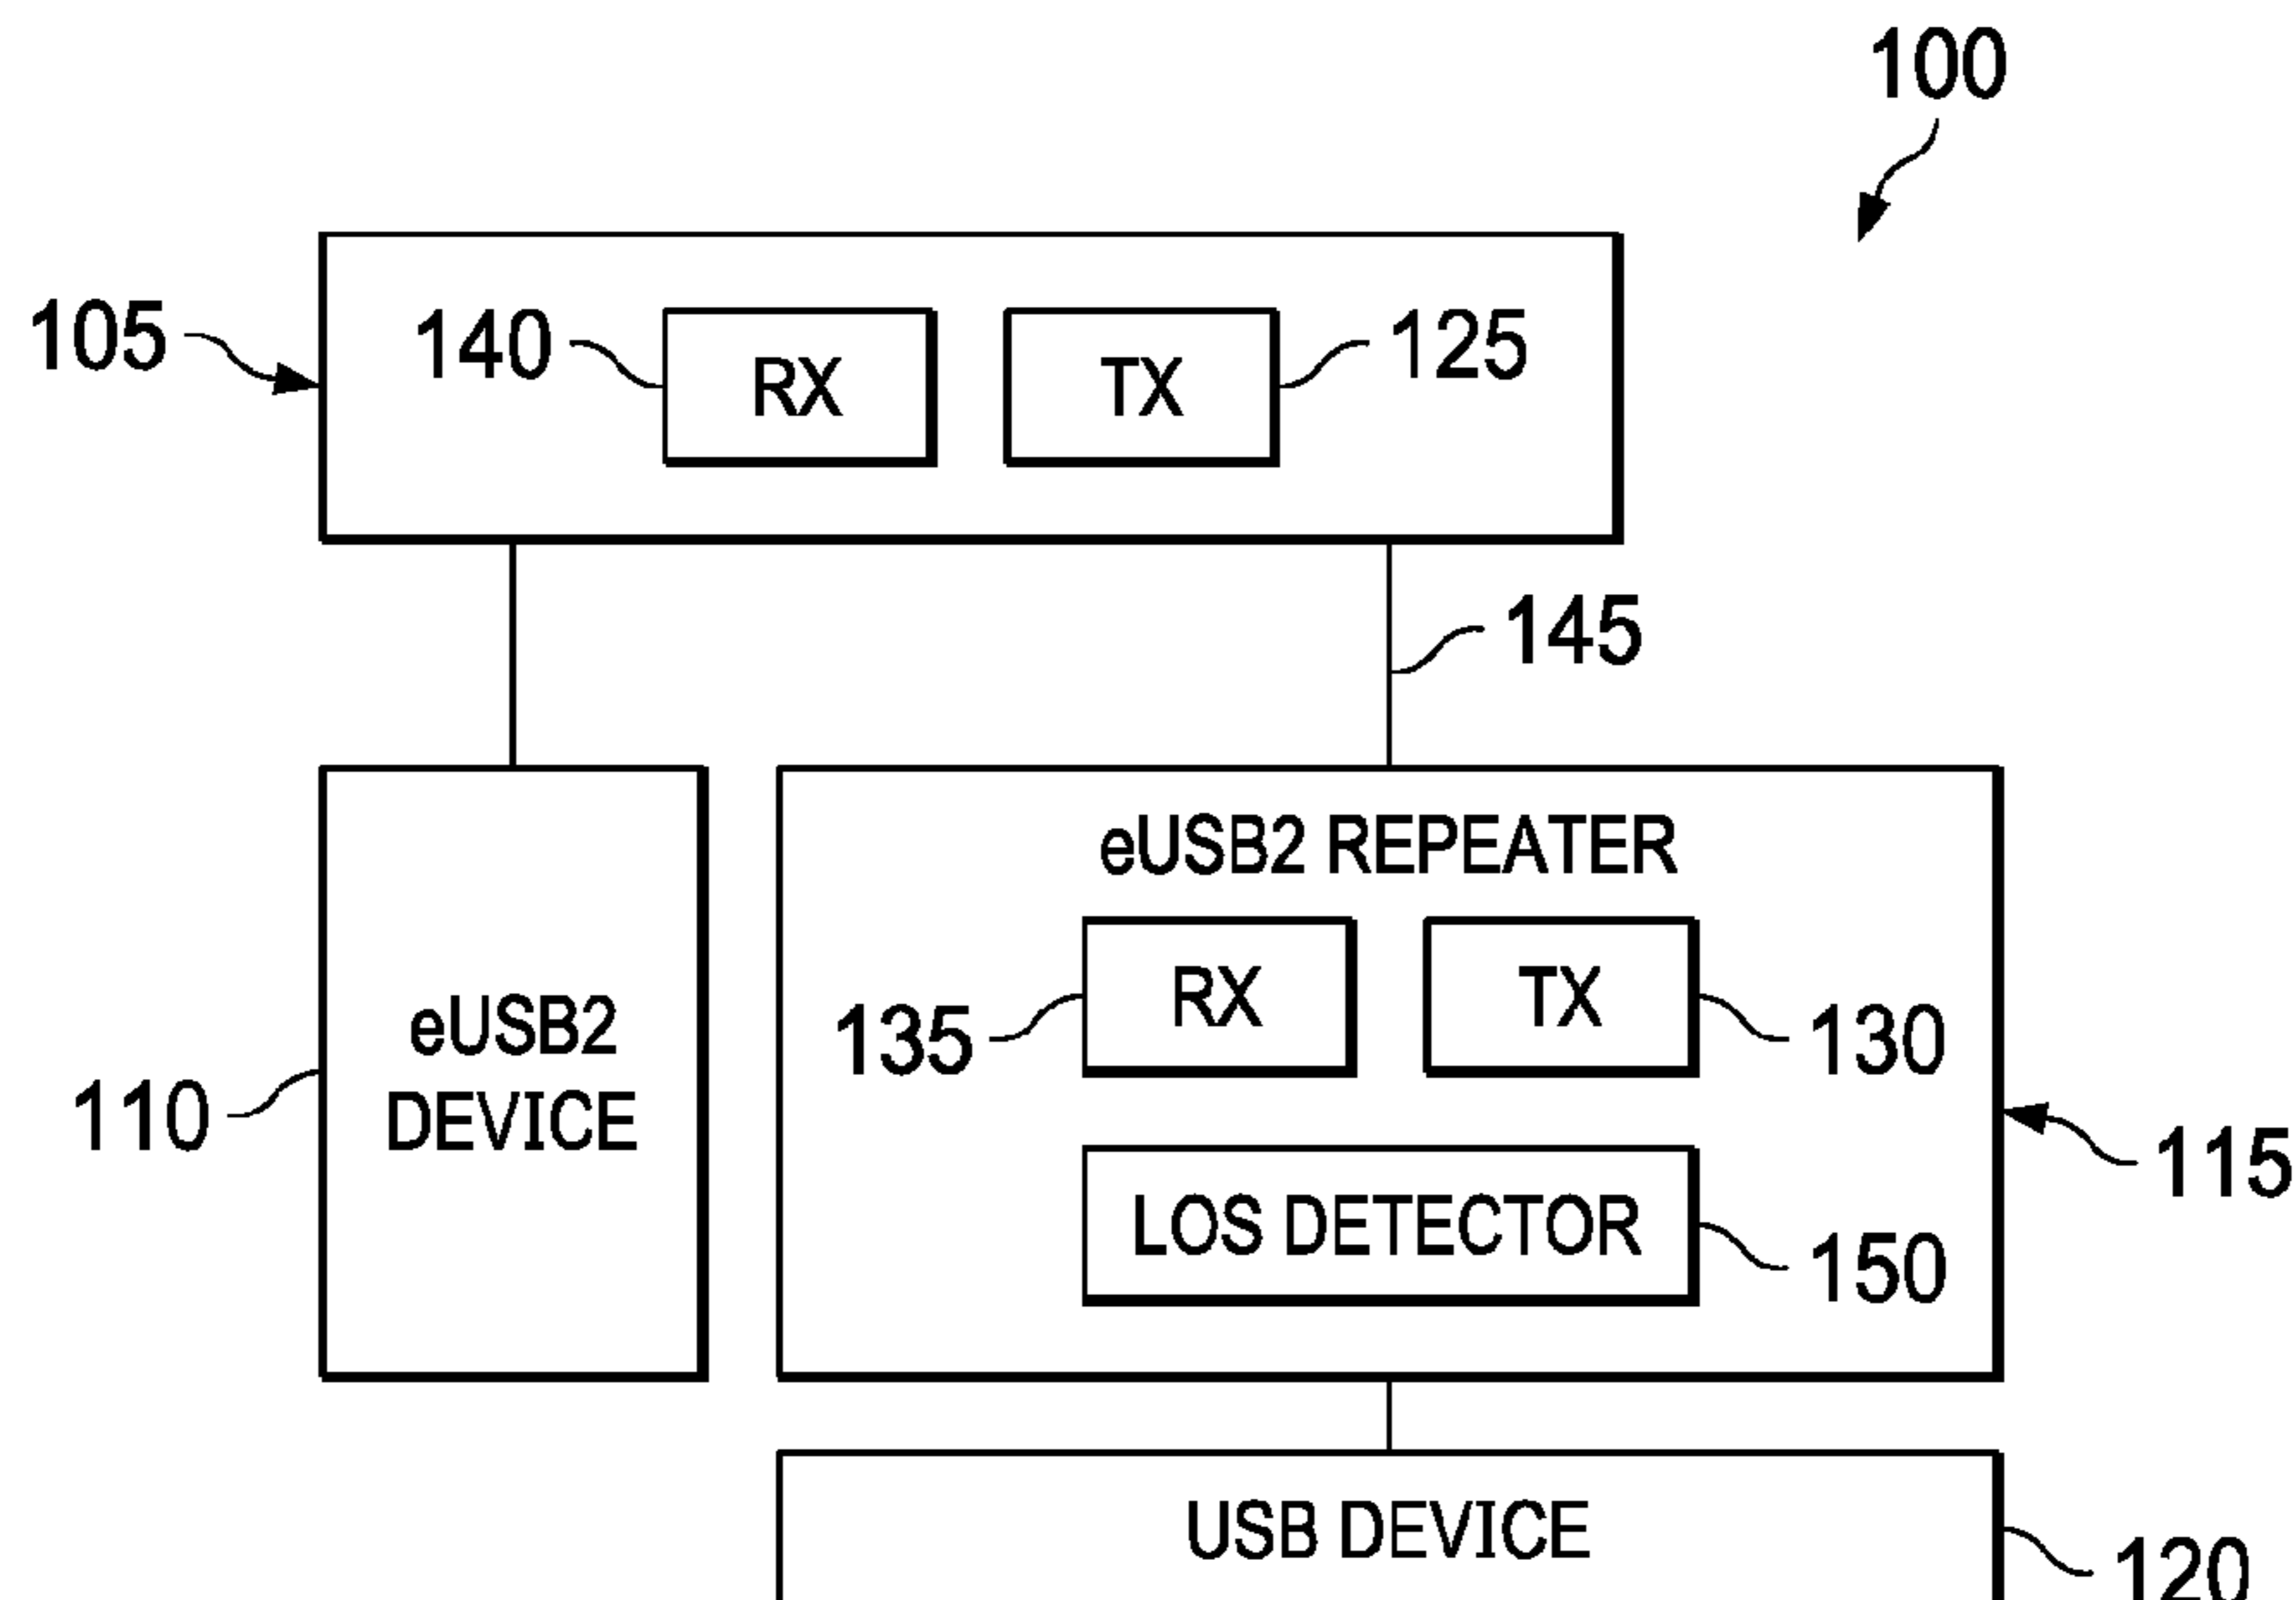 100
105
140
RX
TX
125
145
eUSB2 REPEATER
RX
TX
135
130
eUSB2
DEVICE
110
115
LOS DETECTOR
150
USB DEVICE
120